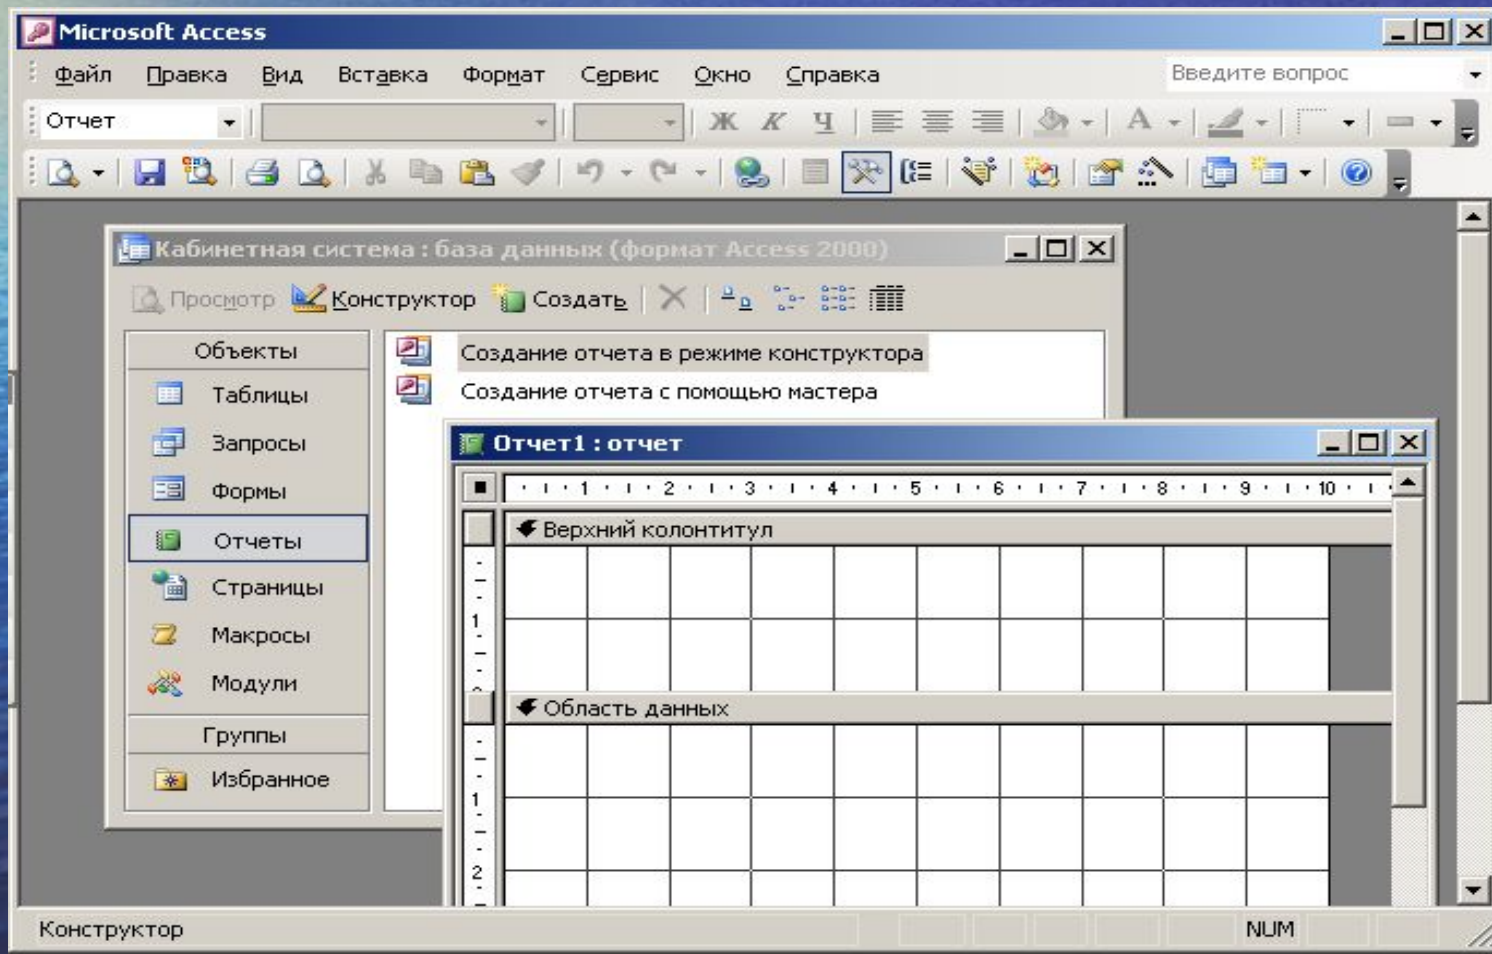 Microsoft Access
Файл Правка Вид Вставка Формат Сервис Окно Справка Введите вопрос
Отчет Ж К Ч A
Кабинетная система : база данных (формат Access 2000)
Просмотр Конструктор Создать
Объекты
Таблицы
Запросы
Формы
Отчеты
Страницы
Макросы
Модули
Группы
Избранное
Создание отчета в режиме конструктора
Создание отчета с помощью мастера
Отчет1 : отчет
1 2 3 4 5 6 7 8 9 10
Верхний колонтитул
1
Область данных
1
2
Конструктор NUM